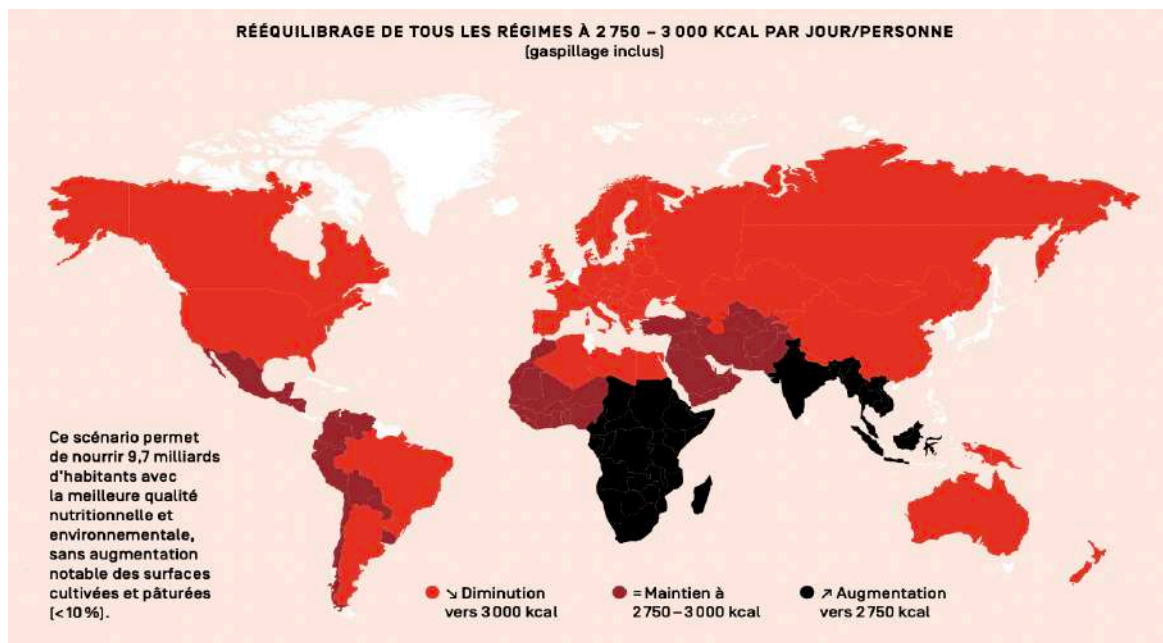 RÉÉQUILIBRAGE DE TOUS LES RÉGIMES À 2 750 – 3 000 KCAL PAR JOUR/PERSONNE
(gaspillage inclus)
Ce scénario permet
de nourrir 9,7 milliards
d'habitants avec
la meilleure qualité
nutritionnelle et
environnementale,
sans augmentation
notable des surfaces
cultivées et pâturées
(< 10 %).
↘ Diminution
vers 3 000 kcal
= Maintien à
2 750 – 3 000 kcal
↗ Augmentation
vers 2 750 kcal